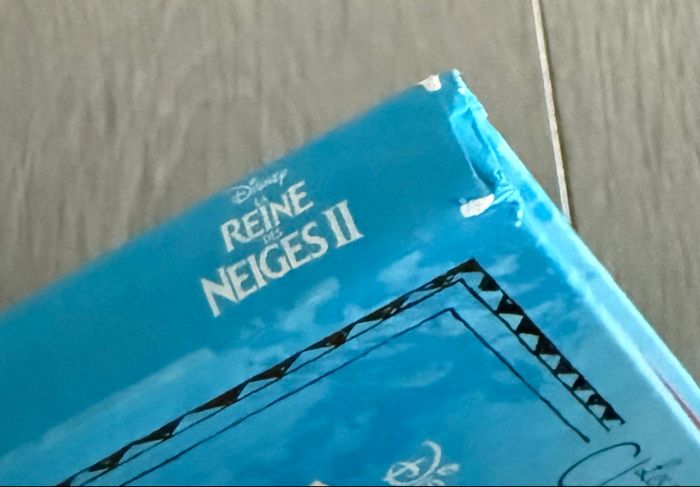 Disney
LA
REINE
DES
NEIGES II